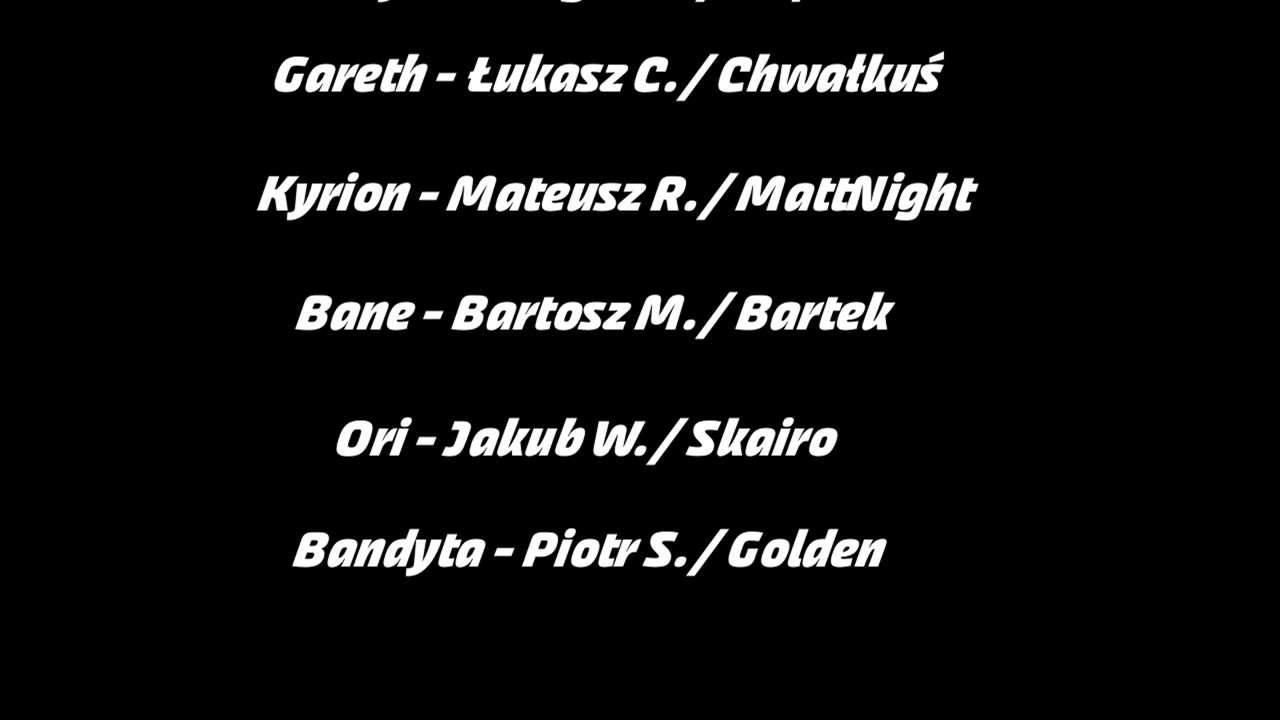 Gareth - Łukasz C. / Chwałkuś
Kyrion - Mateusz R. / MattNight
Bane - Bartosz M. / Bartek
Ori - Jakub W. / Skairo
Bandyta - Piotr S. / Golden